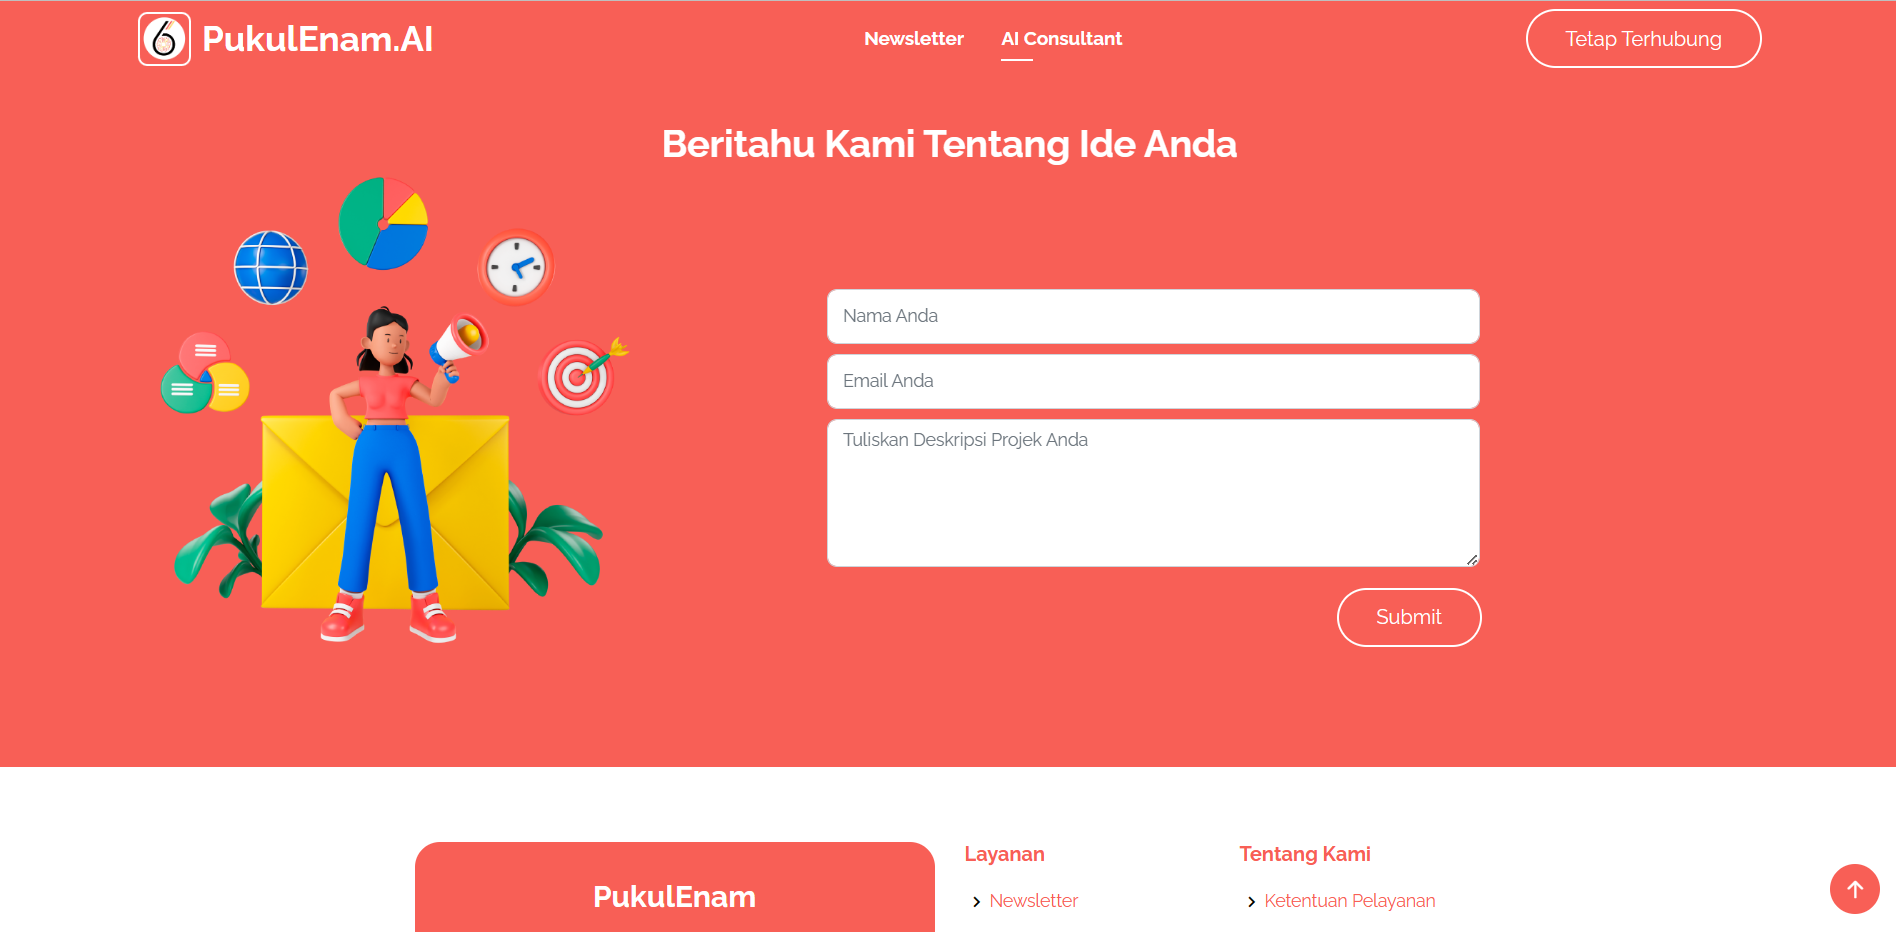 6 PukulEnam.AI
Newsletter
AI Consultant
Tetap Terhubung
Beritahu Kami Tentang Ide Anda
Nama Anda
Email Anda
Tuliskan Deskripsi Projek Anda
Submit
PukulEnam
Layanan
Newsletter
Tentang Kami
Ketentuan Pelayanan